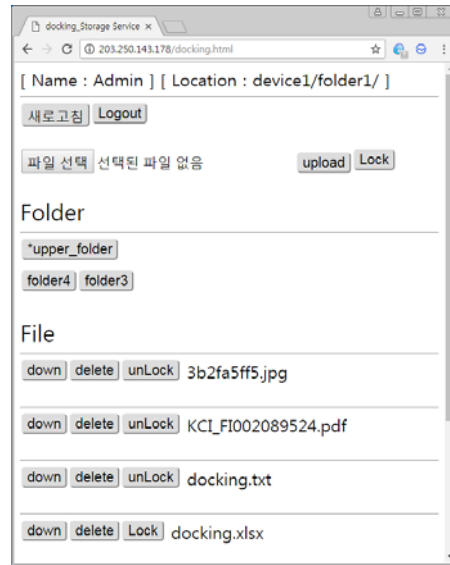 docking_Storage Service
203.250.143.178/docking.html
[ Name : Admin ] [ Location : device1/folder1/ ]
새로고침 Logout
파일 선택 선택된 파일 없음 upload Lock
Folder
*upper_folder
folder4 folder3
File
down delete unLock 3b2fa5ff5.jpg
down delete unLock KCI_FI002089524.pdf
down delete unLock docking.txt
down delete Lock docking.xlsx